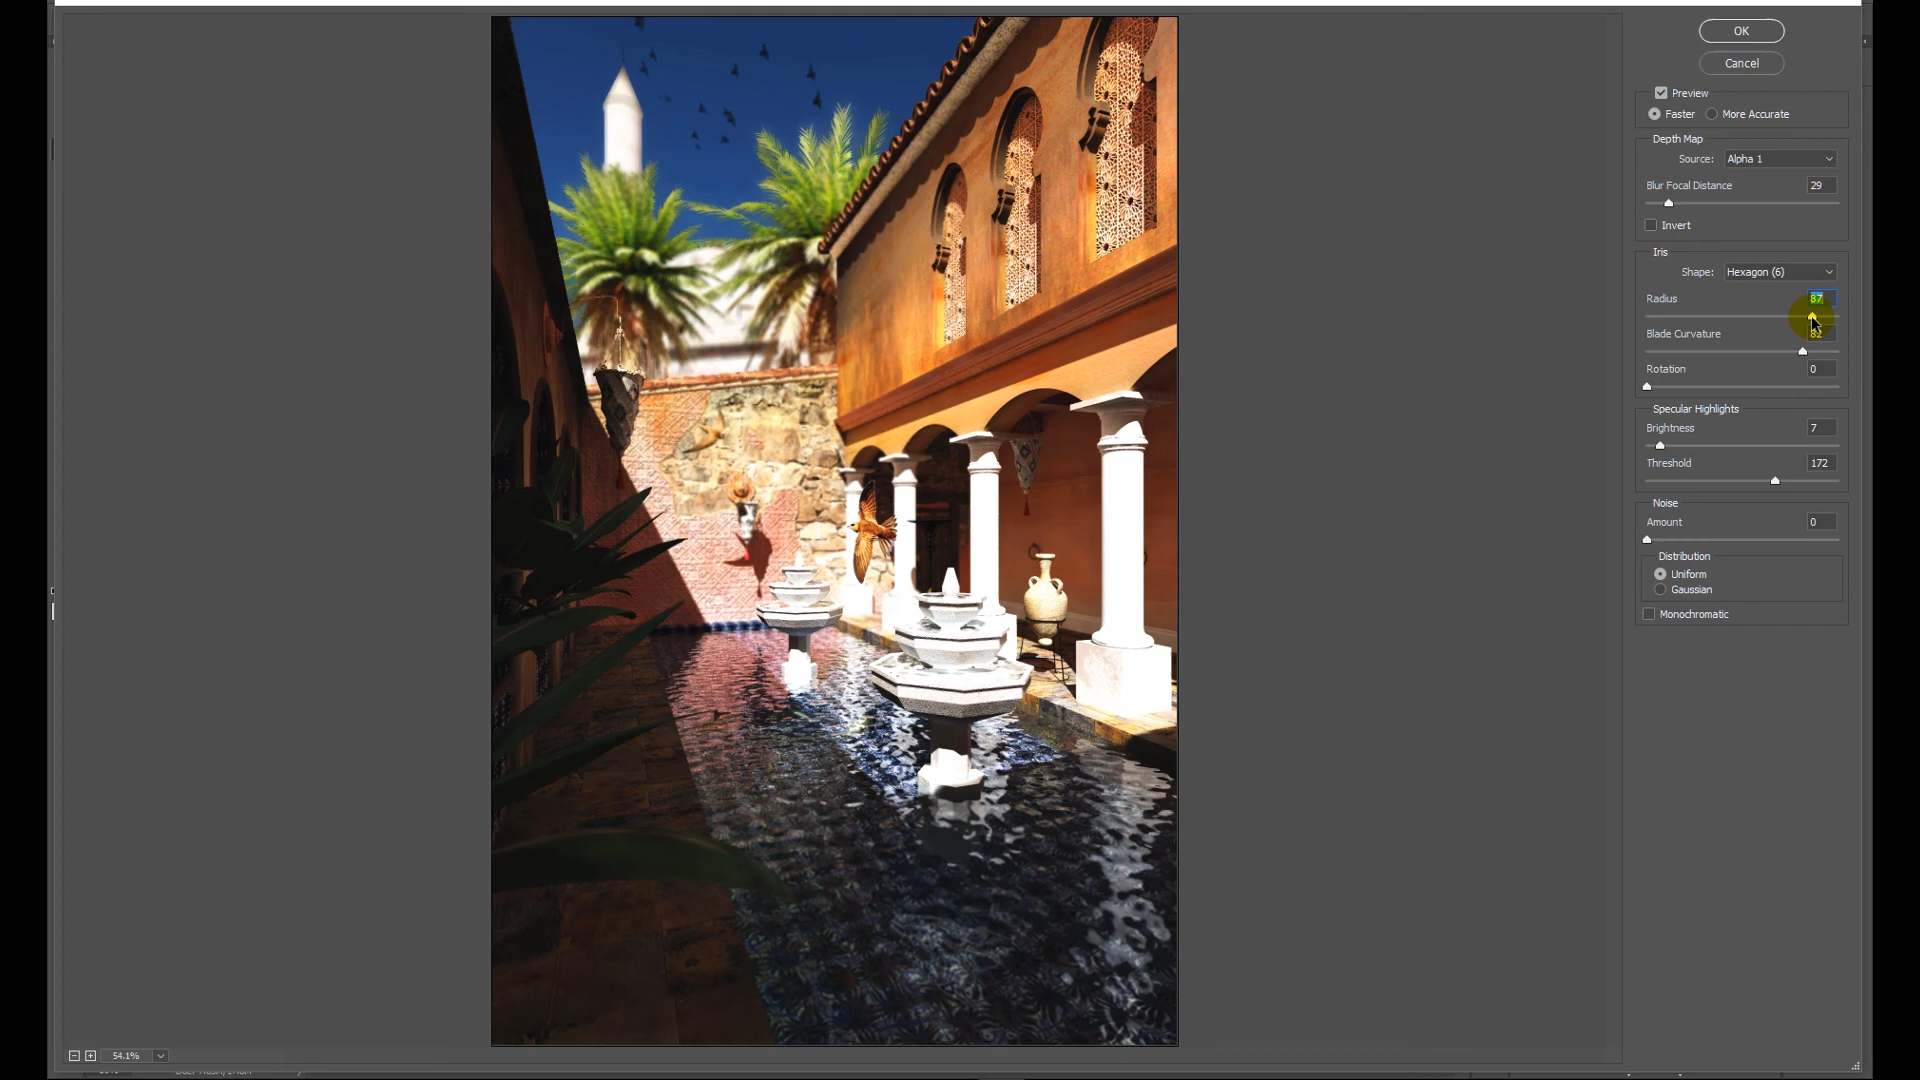 OK
Cancel
Preview
Faster More Accurate
Depth Map
Source: Alpha 1
Blur Focal Distance 29
Invert
Iris
Shape: Hexagon (6)
Radius 87
Blade Curvature 82
Rotation 0
Specular Highlights
Brightness 7
Threshold 172
Noise
Amount 0
Distribution
Uniform
Gaussian
Monochromatic
54.1%